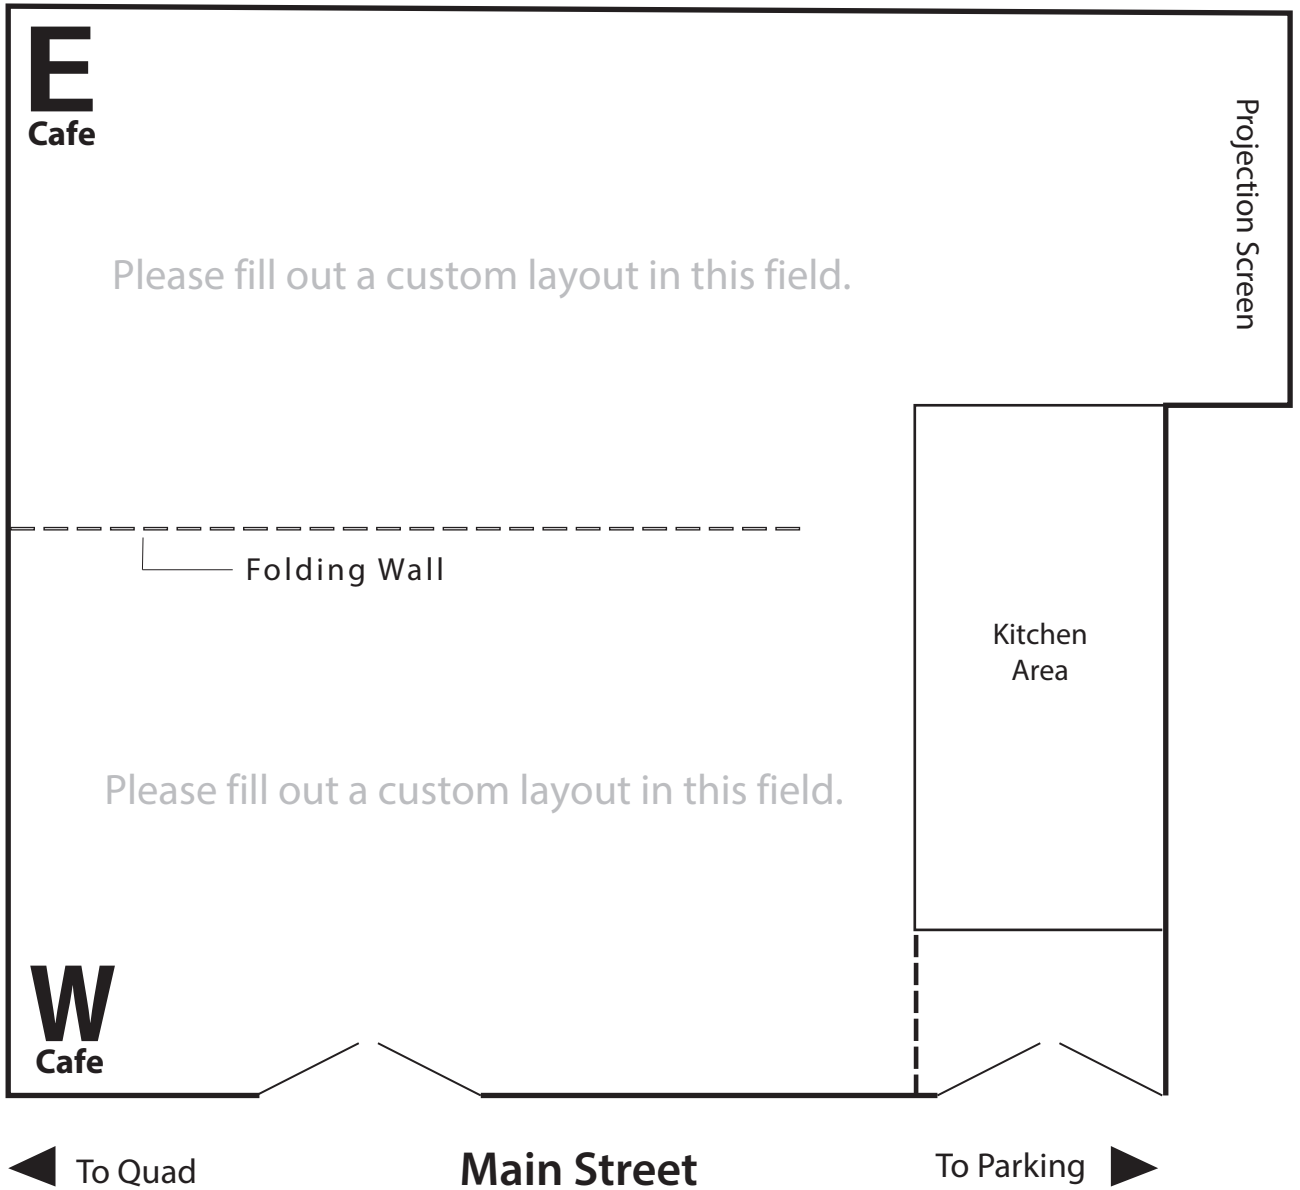 E
Cafe
Projection Screen
Please fill out a custom layout in this field.
Folding Wall
Kitchen
Area
Please fill out a custom layout in this field.
W
Cafe
To Quad
Main Street
To Parking